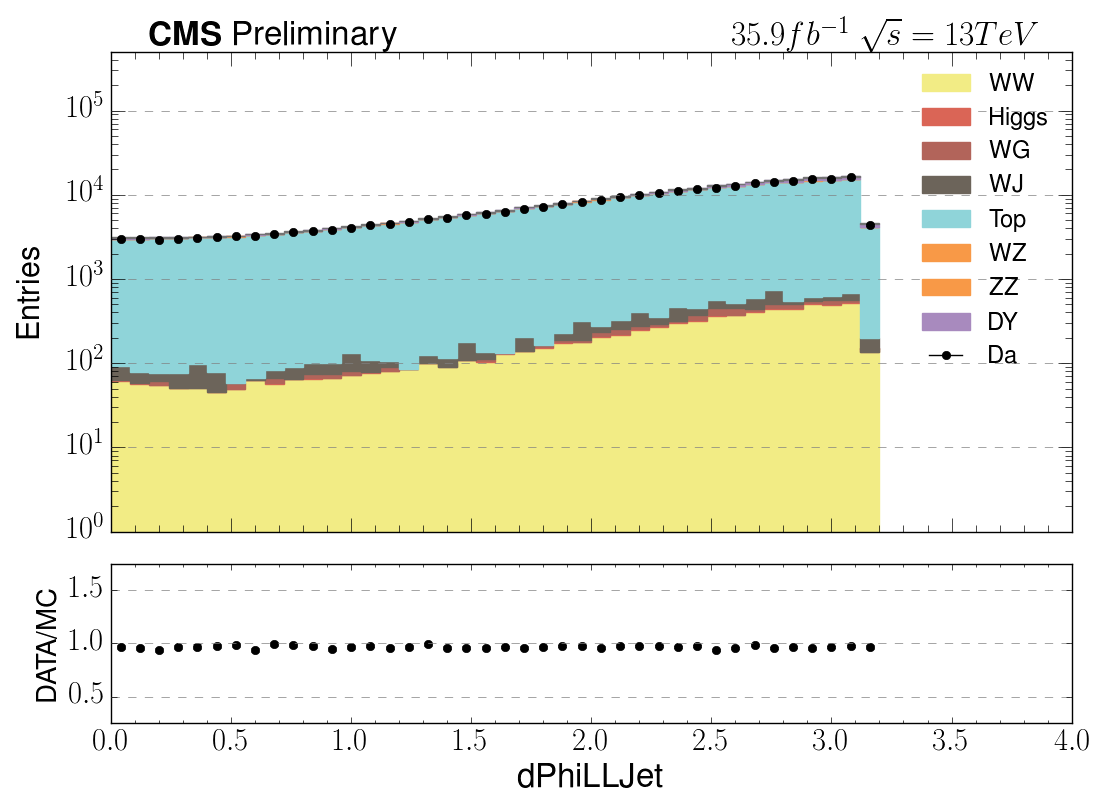 CMS Preliminary 35.9fb⁻¹ √s = 13TeV
Entries
10⁵
10⁴
10³
10²
10¹
10⁰
WW
Higgs
WG
WJ
Top
WZ
ZZ
DY
Da
DATA/MC
1.5
1.0
0.5
0.0 0.5 1.0 1.5 2.0 2.5 3.0 3.5 4.0
dPhiLLJet